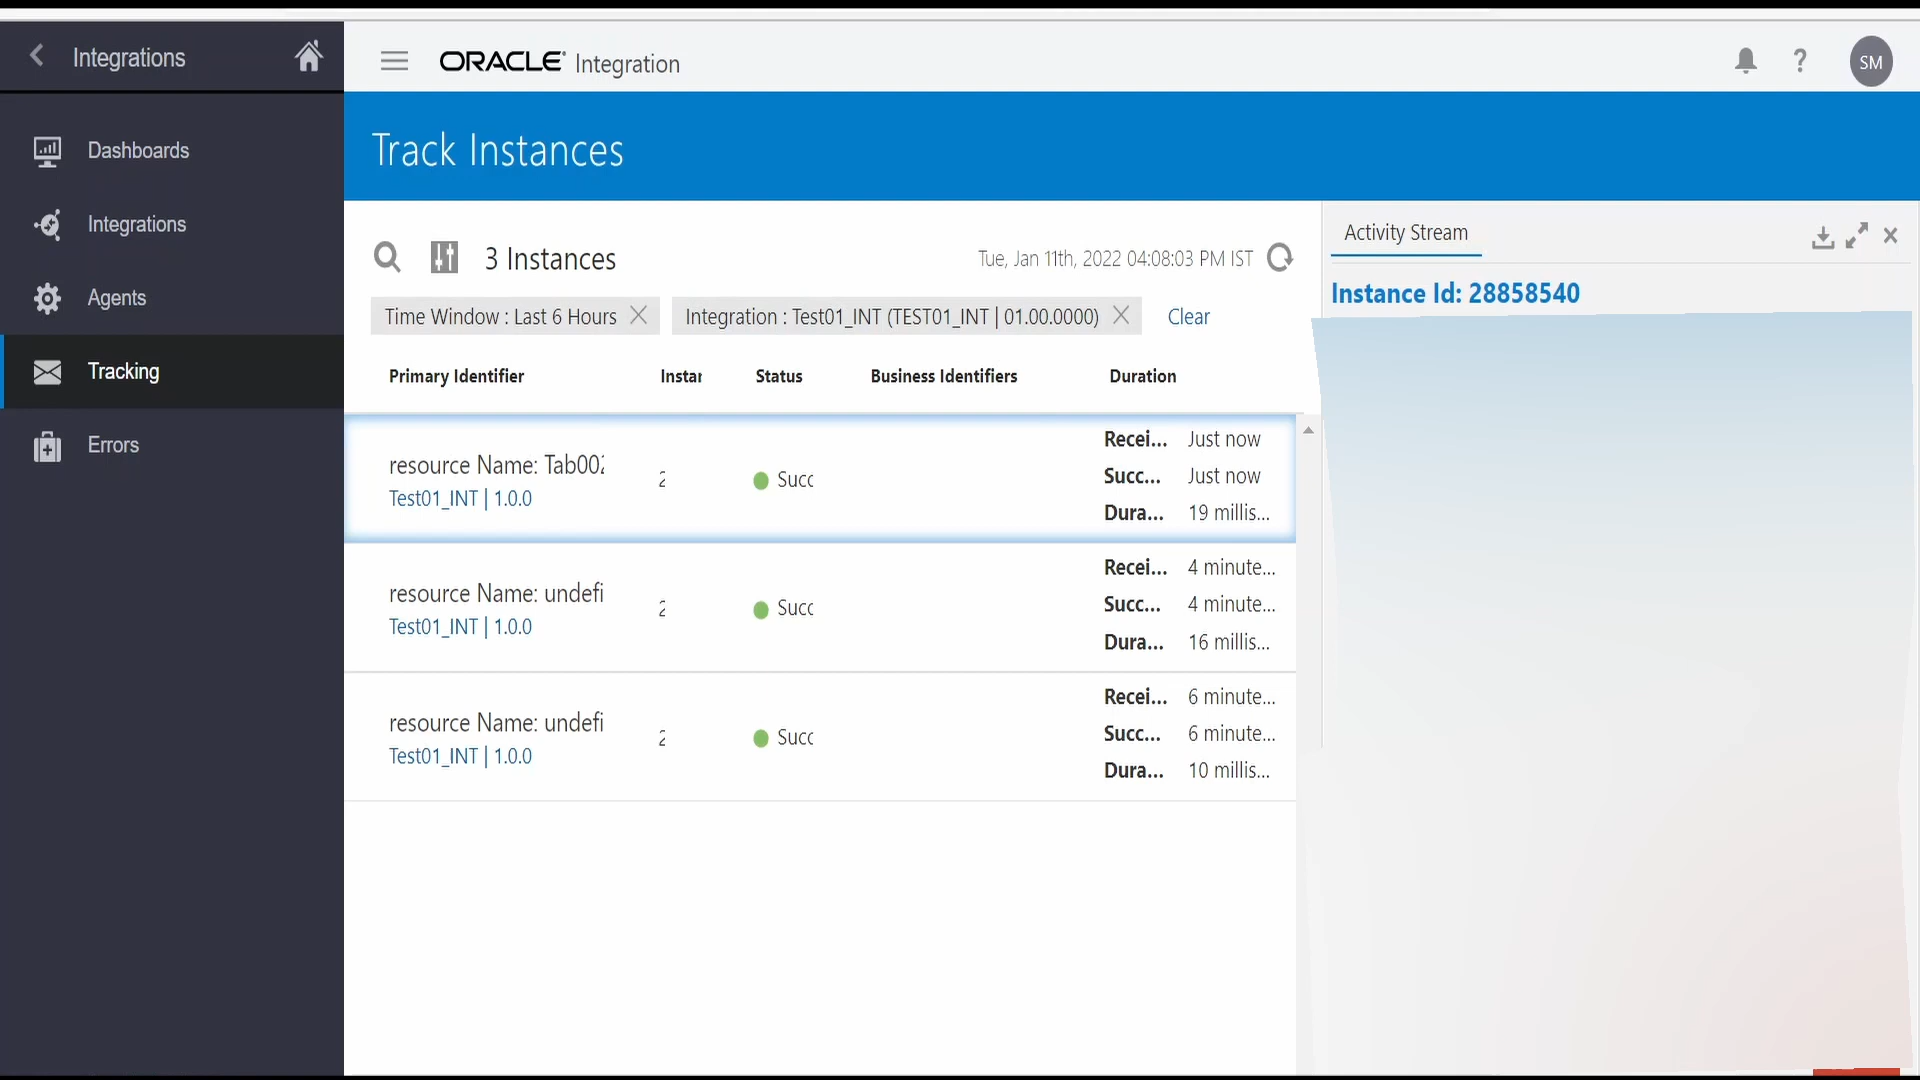 Integrations
ORACLE Integration
SM
Dashboards
Integrations
Agents
Tracking
Errors
Track Instances
3 Instances
Tue, Jan 11th, 2022 04:08:03 PM IST
Time Window : Last 6 Hours
Integration : Test01_INT (TEST01_INT | 01.00.0000)
Clear
Primary Identifier Instar Status Business Identifiers Duration
resource Name: Tab002
Test01_INT | 1.0.0
2
Succ
Recei... Just now
Succ... Just now
Dura... 19 millis...
resource Name: undefi
Test01_INT | 1.0.0
2
Succ
Recei... 4 minute...
Succ... 4 minute...
Dura... 16 millis...
resource Name: undefi
Test01_INT | 1.0.0
2
Succ
Recei... 6 minute...
Succ... 6 minute...
Dura... 10 millis...
Activity Stream
Instance Id: 28858540